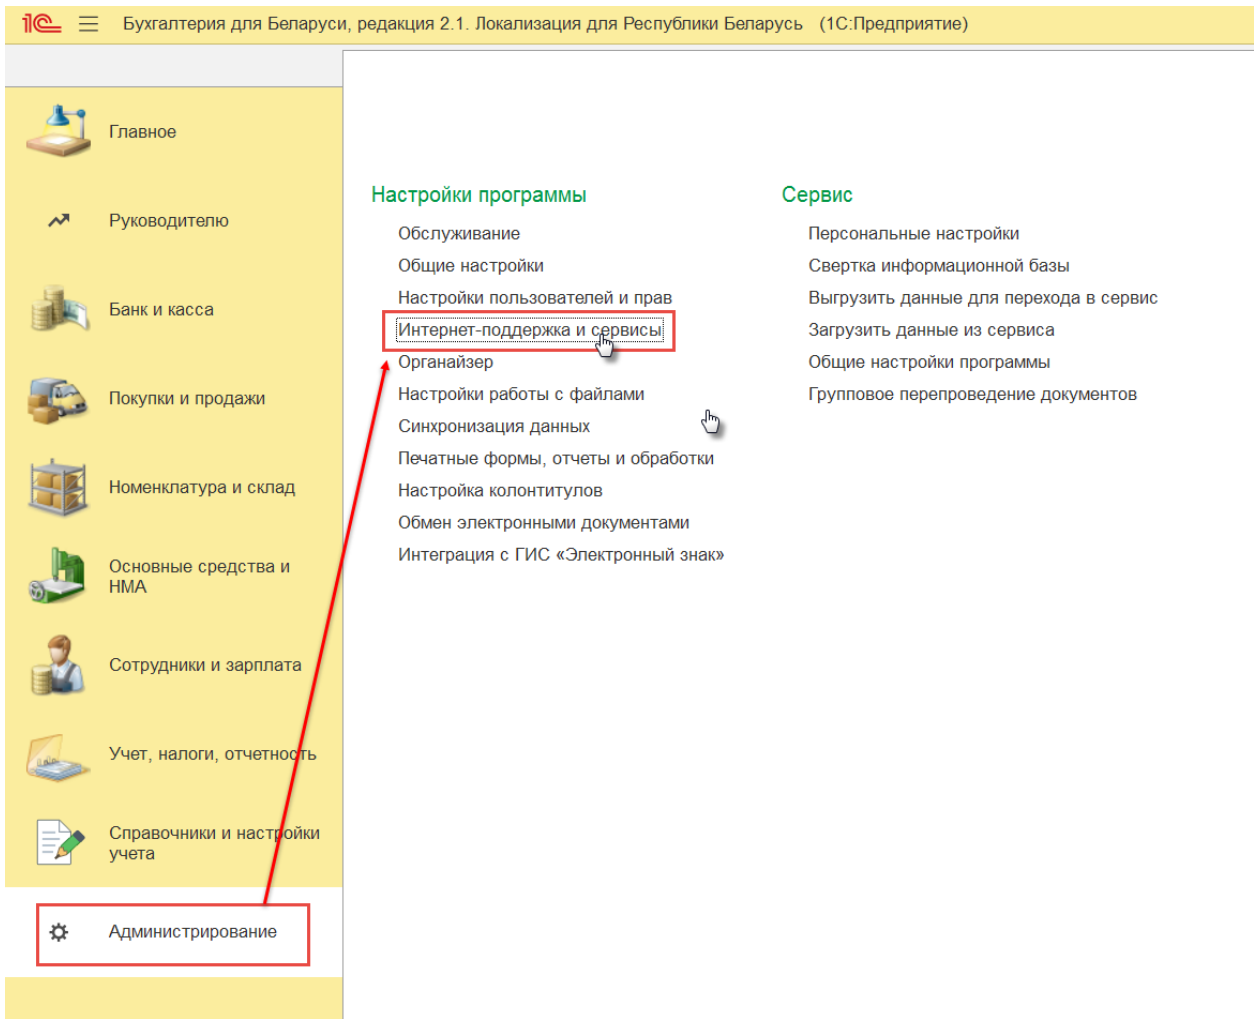 1С Бухгалтерия для Беларуси, редакция 2.1. Локализация для Республики Беларусь (1С:Предприятие)
Главное
Руководителю
Банк и касса
Покупки и продажи
Номенклатура и склад
Основные средства и
НМА
Сотрудники и зарплата
Учет, налоги, отчетность
Справочники и настройки
учета
Администрирование
Настройки программы
Обслуживание
Общие настройки
Настройки пользователей и прав
Интернет-поддержка и сервисы
Органайзер
Настройки работы с файлами
Синхронизация данных
Печатные формы, отчеты и обработки
Настройка колонтитулов
Обмен электронными документами
Интеграция с ГИС «Электронный знак»
Сервис
Персональные настройки
Свертка информационной базы
Выгрузить данные для перехода в сервис
Загрузить данные из сервиса
Общие настройки программы
Групповое перепроведение документов